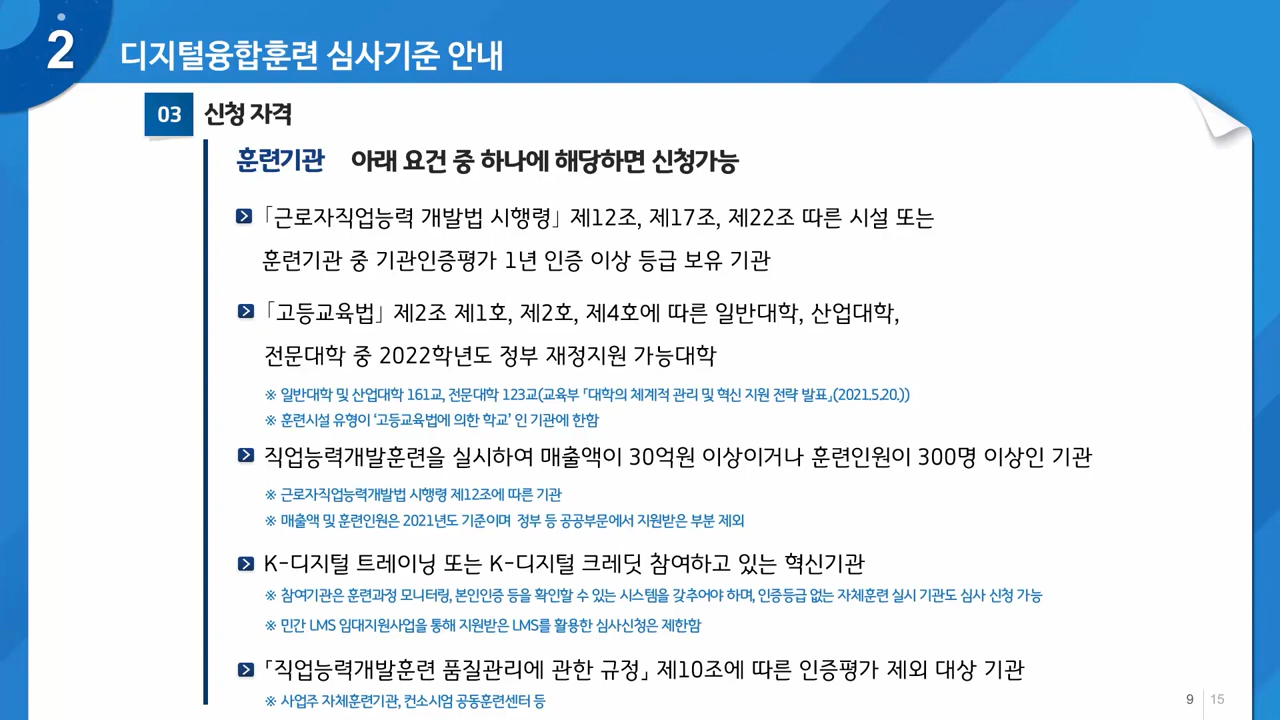 2 디지털융합훈련 심사기준 안내
03 신청 자격
훈련기관 아래 요건 중 하나에 해당하면 신청가능
「근로자직업능력 개발법 시행령」 제12조, 제17조, 제22조 따른 시설 또는
훈련기관 중 기관인증평가 1년 인증 이상 등급 보유 기관
「고등교육법」 제2조 제1호, 제2호, 제4호에 따른 일반대학, 산업대학,
전문대학 중 2022학년도 정부 재정지원 가능대학
※ 일반대학 및 산업대학 161교, 전문대학 123교(교육부 「대학의 체계적 관리 및 혁신 지원 전략 발표」(2021.5.20.))
※ 훈련시설 유형이 ‘고등교육법에 의한 학교’ 인 기관에 한함
직업능력개발훈련을 실시하여 매출액이 30억원 이상이거나 훈련인원이 300명 이상인 기관
※ 근로자직업능력개발법 시행령 제12조에 따른 기관
※ 매출액 및 훈련인원은 2021년도 기준이며 정부 등 공공부문에서 지원받은 부분 제외
K-디지털 트레이닝 또는 K-디지털 크레딧 참여하고 있는 혁신기관
※ 참여기관은 훈련과정 모니터링, 본인인증 등을 확인할 수 있는 시스템을 갖추어야 하며, 인증등급 없는 자체훈련 실시 기관도 심사 신청 가능
※ 민간 LMS 임대지원사업을 통해 지원받은 LMS를 활용한 심사신청은 제한함
「직업능력개발훈련 품질관리에 관한 규정」 제10조에 따른 인증평가 제외 대상 기관
※ 사업주 자체훈련기관, 컨소시엄 공동훈련센터 등
9 15